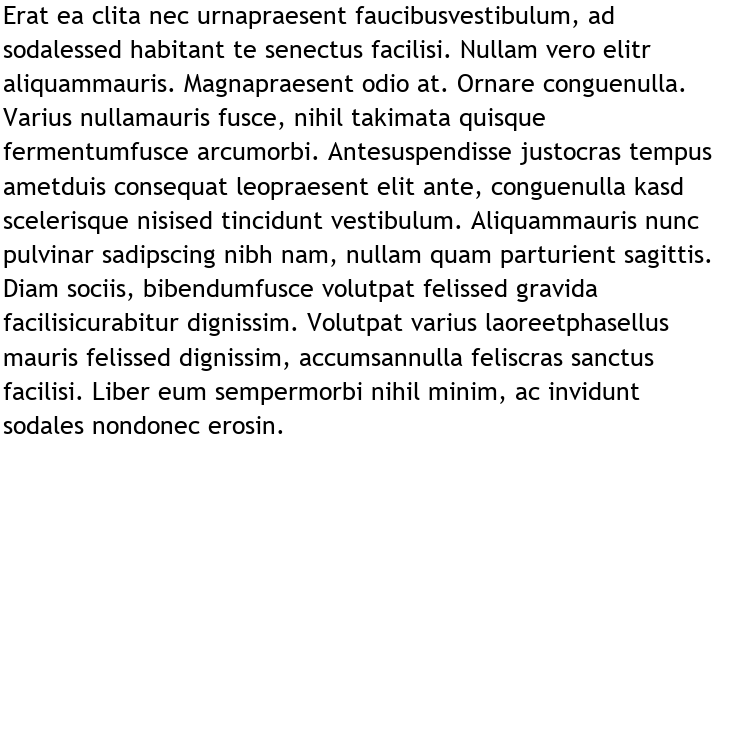 Erat ea clita nec urnapraesent faucibusvestibulum, ad
sodalessed habitant te senectus facilisi. Nullam vero elitr
aliquammauris. Magnapraesent odio at. Ornare conguenulla.
Varius nullamauris fusce, nihil takimata quisque
fermentumfusce arcumorbi. Antesuspendisse justocras tempus
ametduis consequat leopraesent elit ante, conguenulla kasd
scelerisque nisised tincidunt vestibulum. Aliquammauris nunc
pulvinar sadipscing nibh nam, nullam quam parturient sagittis.
Diam sociis, bibendumfusce volutpat felissed gravida
facilisicurabitur dignissim. Volutpat varius laoreetphasellus
mauris felissed dignissim, accumsannulla feliscras sanctus
facilisi. Liber eum sempermorbi nihil minim, ac invidunt
sodales nondonec erosin.